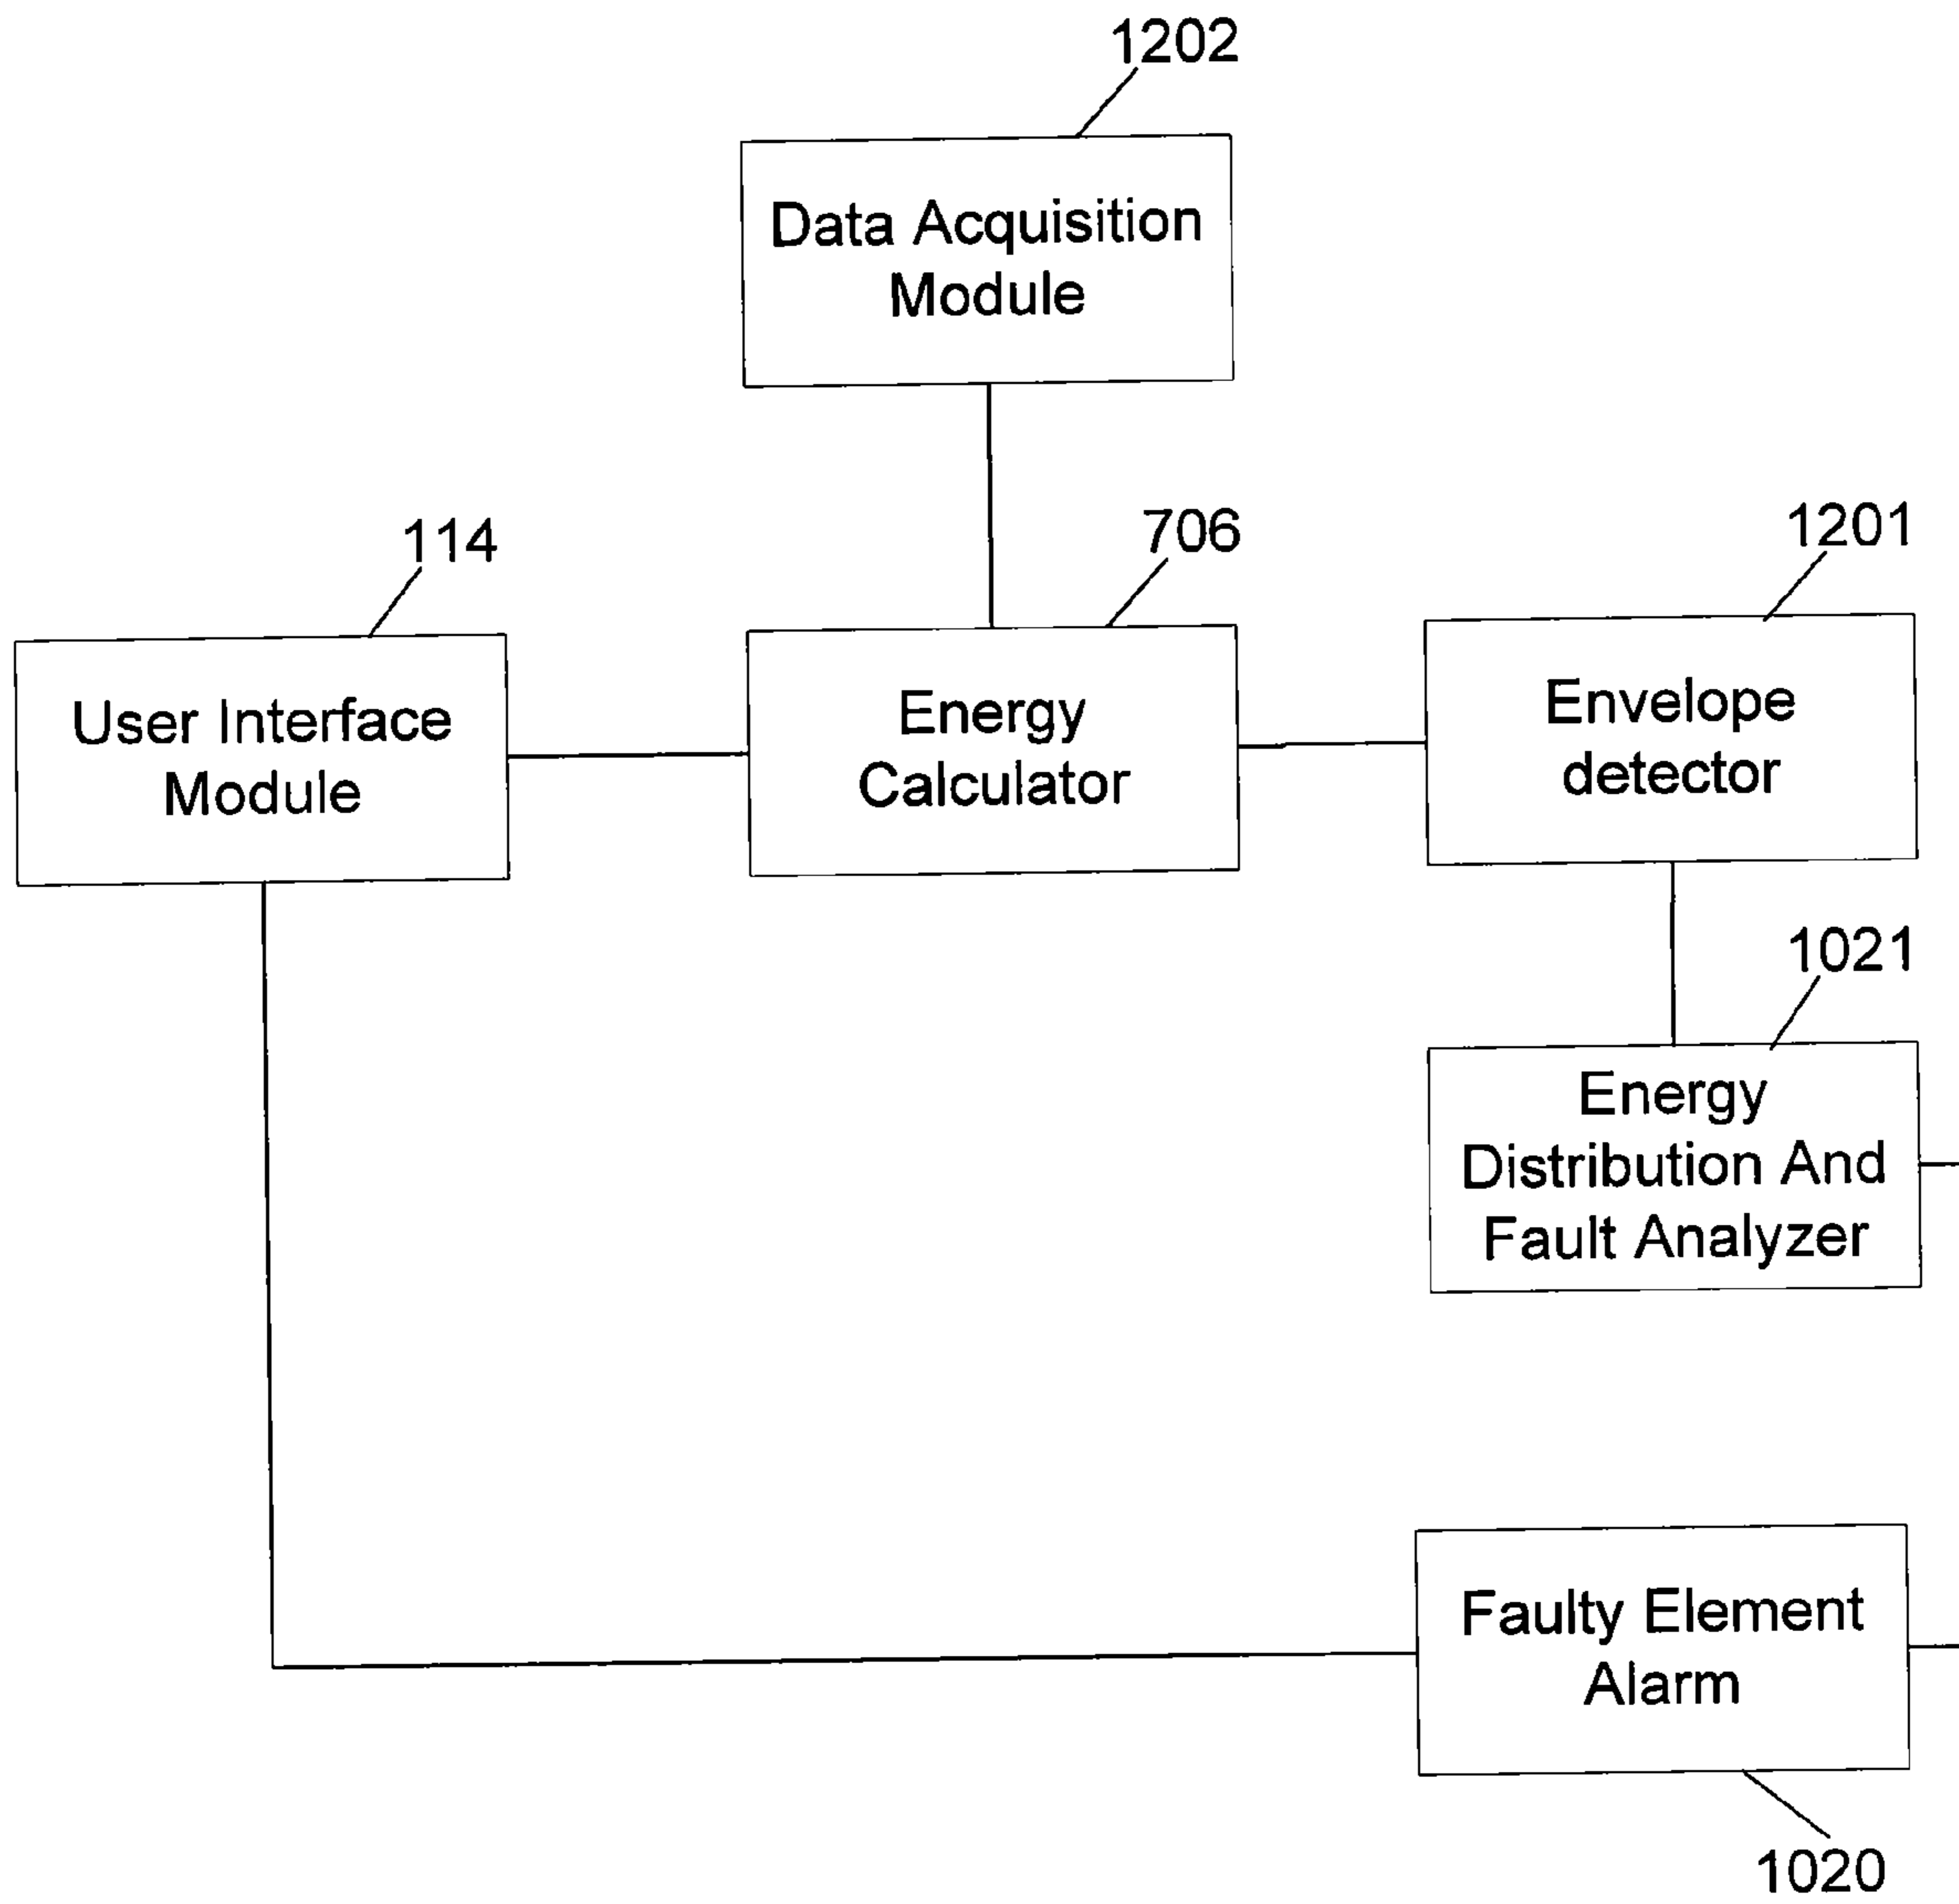 1202
Data Acquisition
Module
114
706
1201
User Interface
Module
Energy
Calculator
Envelope
detector
1021
Energy
Distribution And
Fault Analyzer
Faulty Element
Alarm
1020